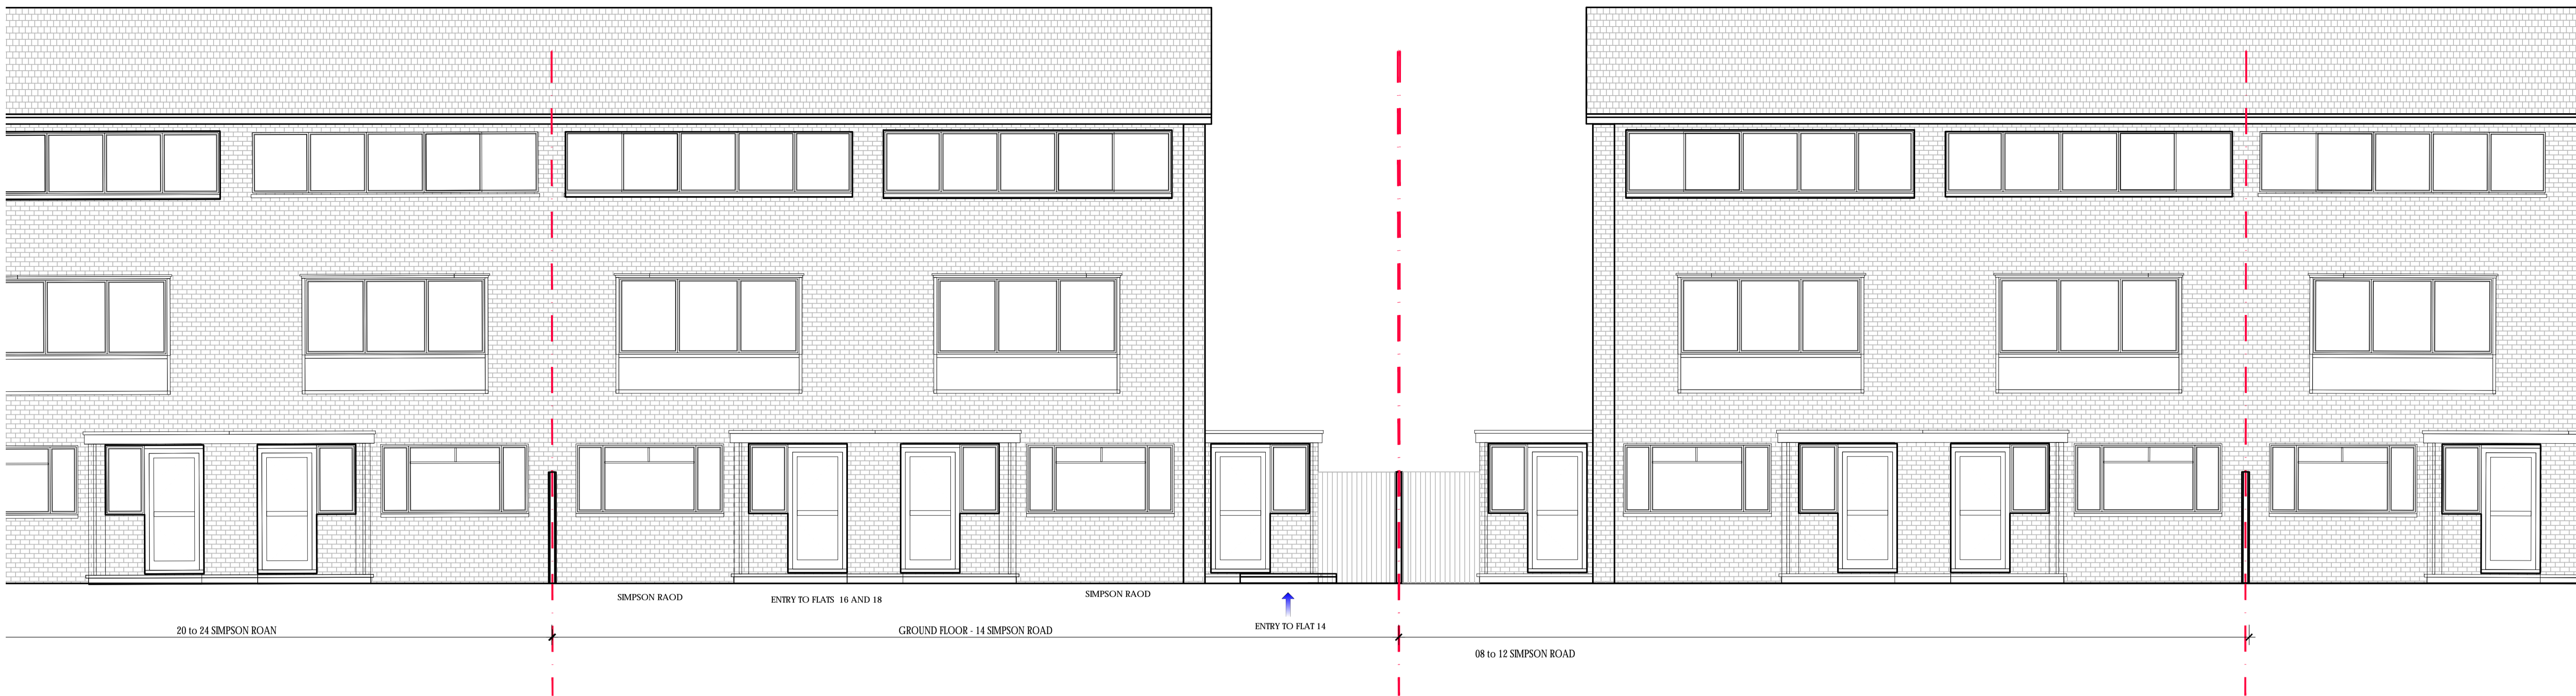 SIMPSON RAOD
ENTRY TO FLATS 16 AND 18
SIMPSON RAOD
ENTRY TO FLAT 14
20 to 24 SIMPSON ROAN
GROUND FLOOR - 14 SIMPSON ROAD
08 to 12 SIMPSON ROAD